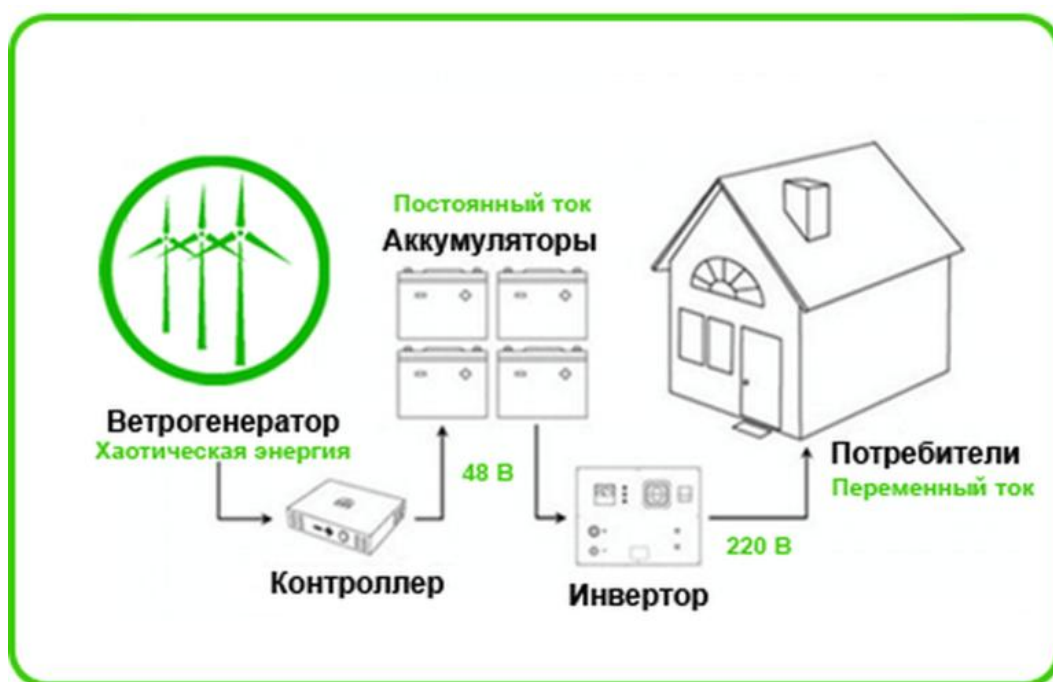 Постоянный ток
Аккумуляторы
Ветрогенератор
Хаотическая энергия
48 В
Потребители
Переменный ток
220 В
Контроллер
Инвертор